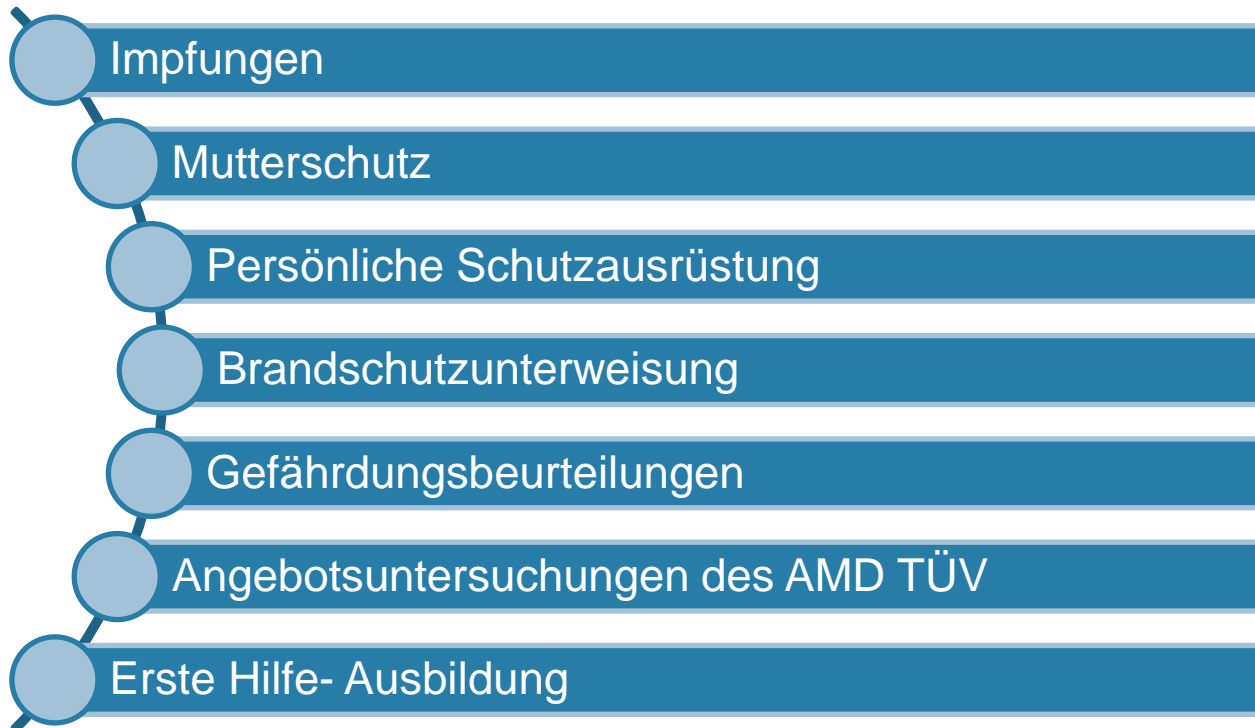 Impfungen
Mutterschutz
Persönliche Schutzausrüstung
Brandschutzunterweisung
Gefährdungsbeurteilungen
Angebotsuntersuchungen des AMD TÜV
Erste Hilfe- Ausbildung